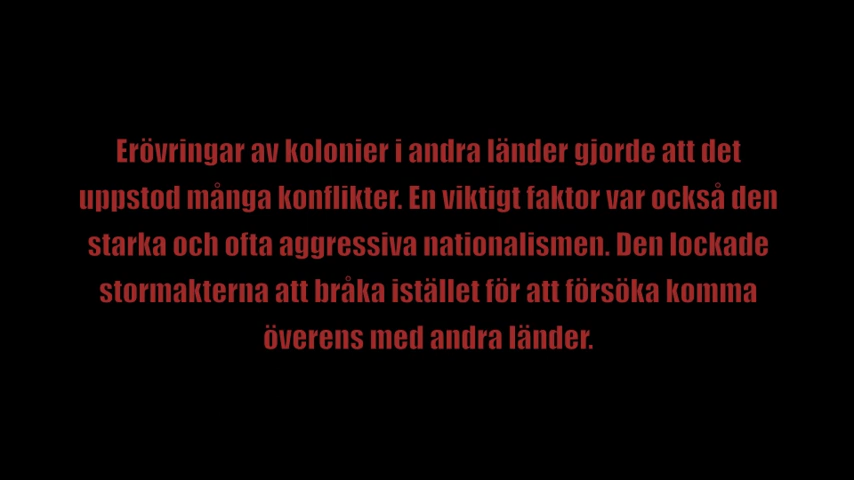 Erövringar av kolonier i andra länder gjorde att det
uppstod många konflikter. En viktigt faktor var också den
starka och ofta aggressiva nationalismen. Den lockade
stormakterna att bråka istället för att försöka komma
överens med andra länder.